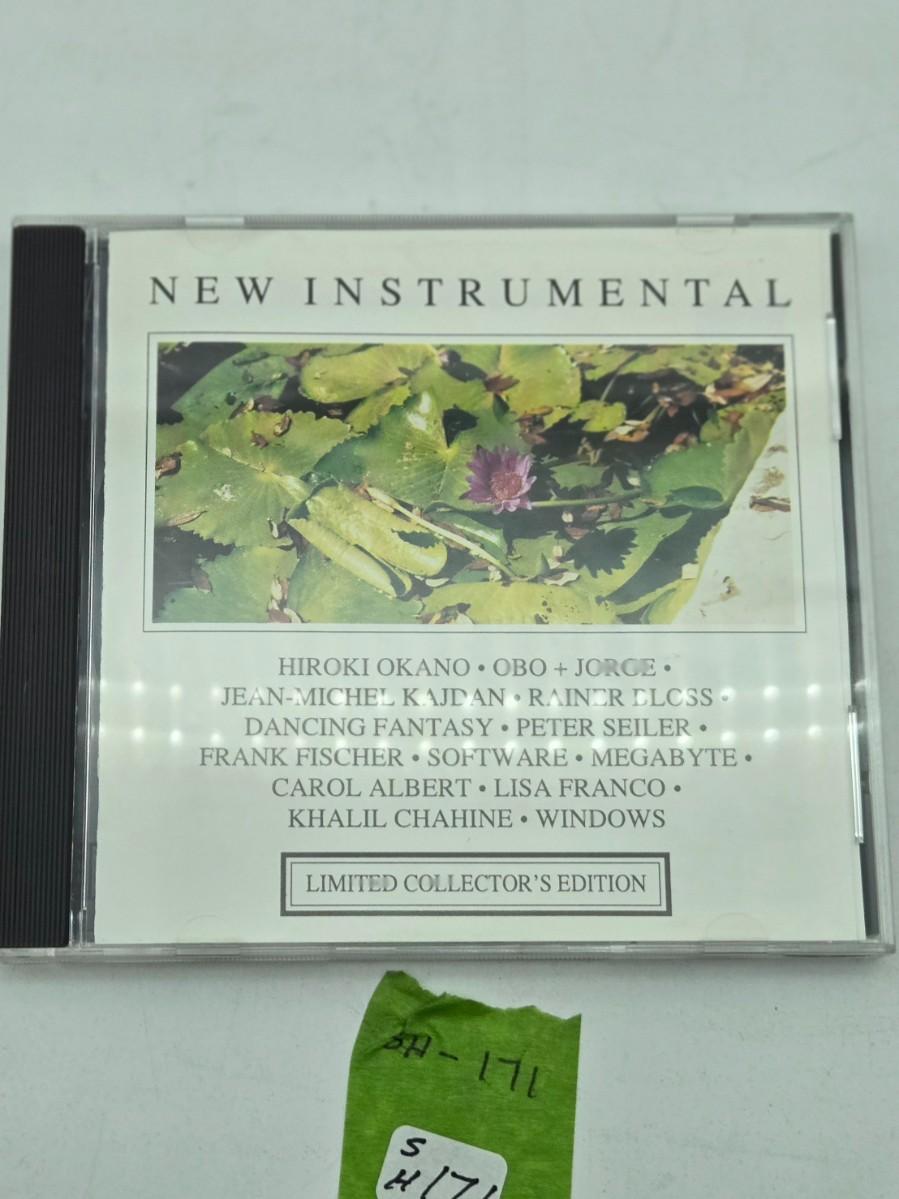 NEW INSTRUMENTAL
HIROKI OKANO • OBO + JORGE •
JEAN-MICHEL KAJDAN • RAINER BLOSS •
DANCING FANTASY • PETER SEILER •
FRANK FISCHER • SOFTWARE • MEGABYTE •
CAROL ALBERT • LISA FRANCO •
KHALIL CHAHINE • WINDOWS
LIMITED COLLECTOR'S EDITION
SH-171
S
H171